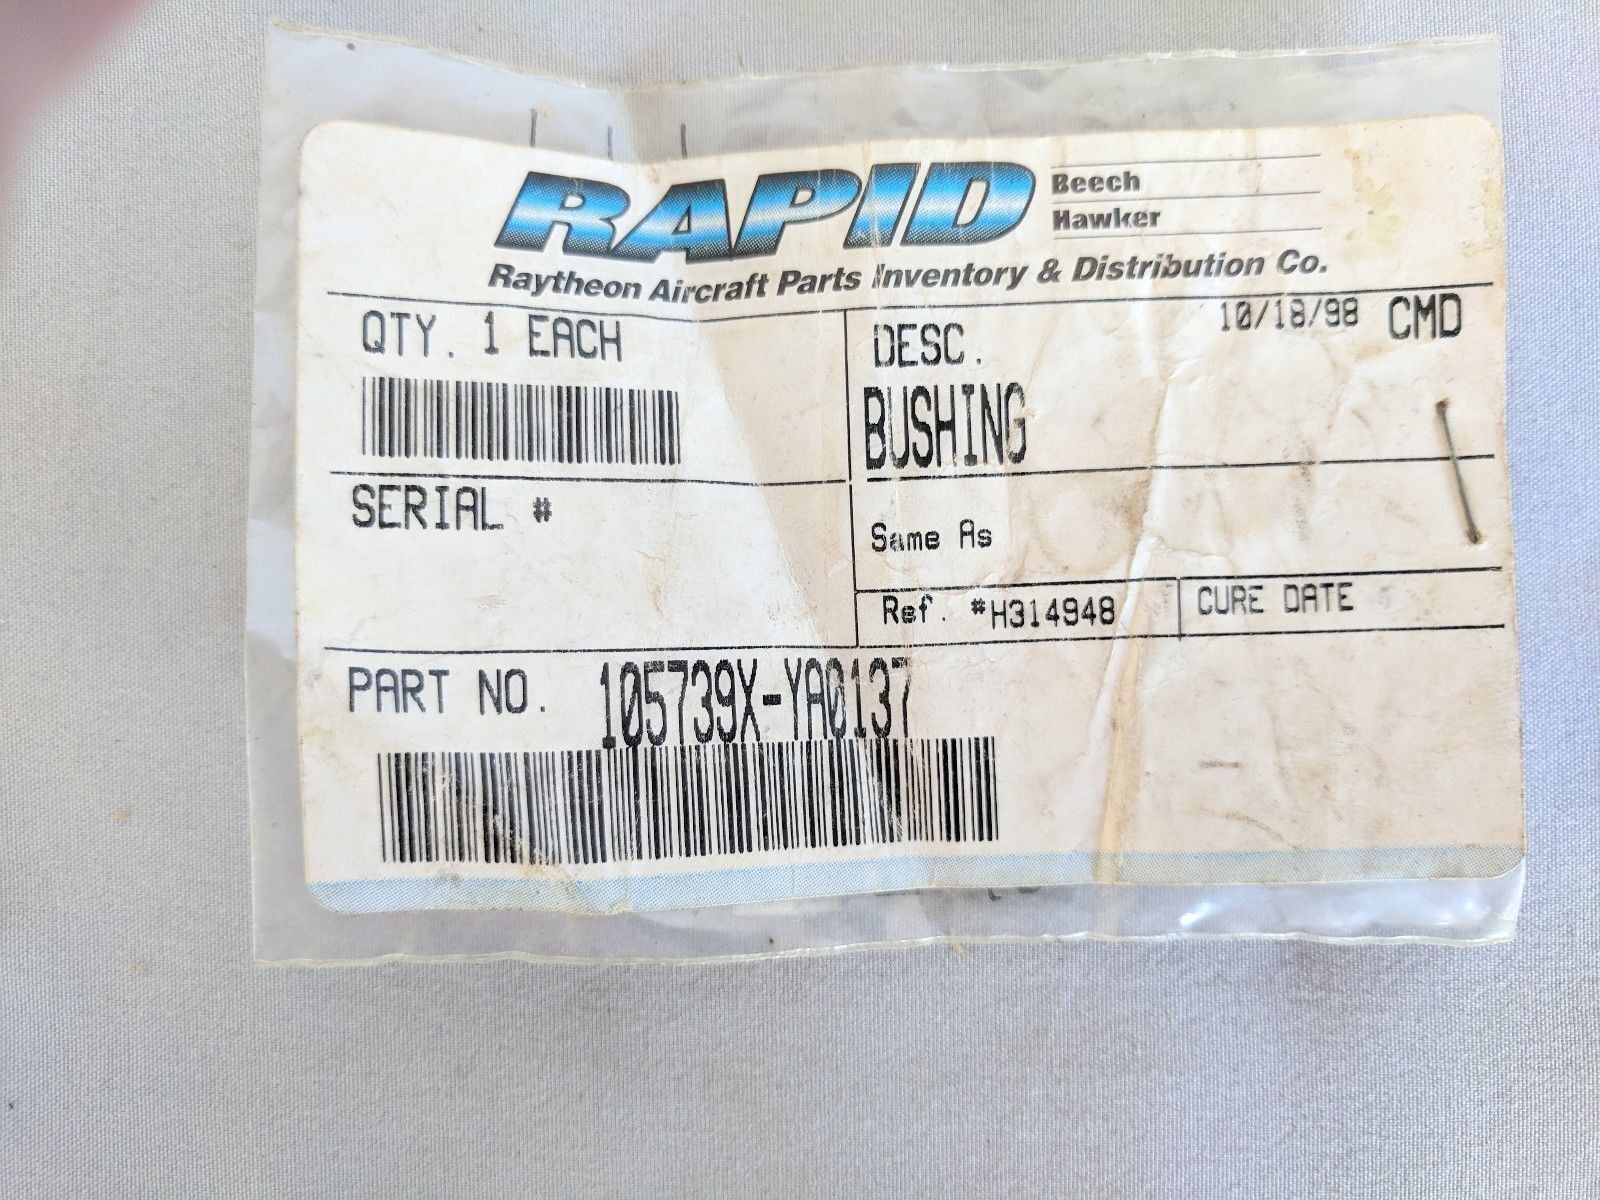 RAPID
Beech
Hawker
Raytheon Aircraft Parts Inventory & Distribution Co.
QTY. 1 EACH
DESC.
10/18/98 CMD
BUSHING
SERIAL #
Same As
Ref. #H314948
CURE DATE
PART NO. 105739X-YA0137